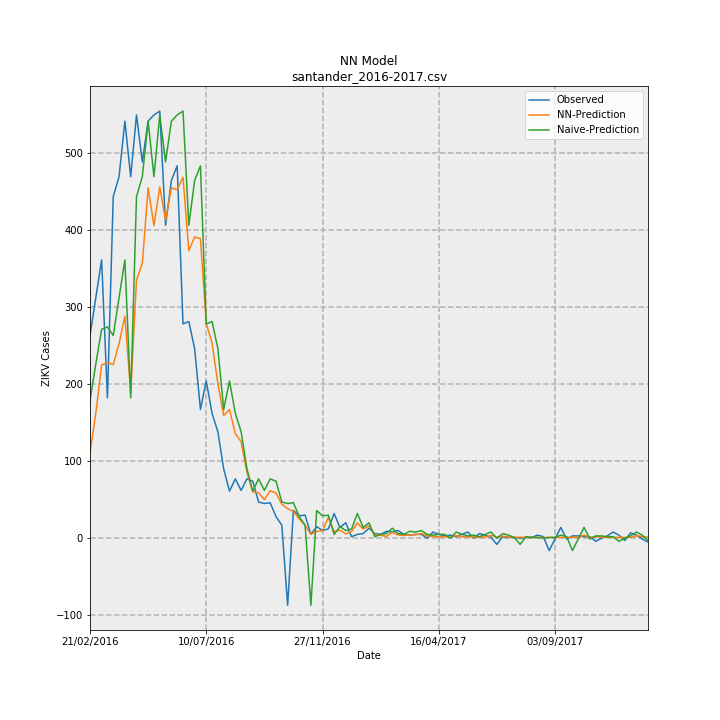 NN Model
santander_2016-2017.csv
Observed
NN-Prediction
Naive-Prediction
ZIKV Cases
500
400
300
200
100
0
−100
21/02/2016
10/07/2016
27/11/2016
16/04/2017
03/09/2017
Date